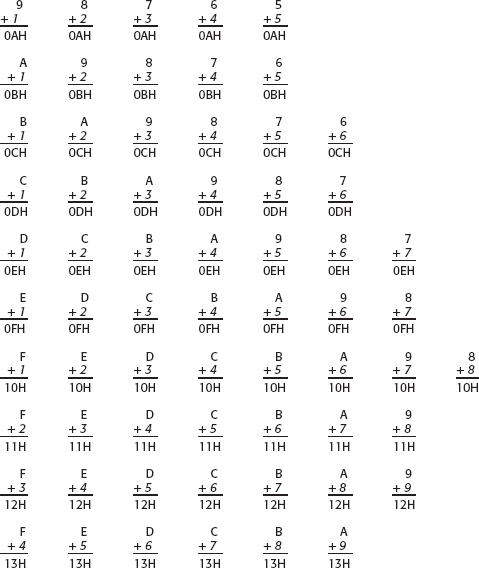 9 8 7 6 5
+ 1 + 2 + 3 + 4 + 5
0AH 0AH 0AH 0AH 0AH
A 9 8 7 6
+ 1 + 2 + 3 + 4 + 5
0BH 0BH 0BH 0BH 0BH
B A 9 8 7 6
+ 1 + 2 + 3 + 4 + 5 + 6
0CH 0CH 0CH 0CH 0CH 0CH
C B A 9 8 7
+ 1 + 2 + 3 + 4 + 5 + 6
0DH 0DH 0DH 0DH 0DH 0DH
D C B A 9 8 7
+ 1 + 2 + 3 + 4 + 5 + 6 + 7
0EH 0EH 0EH 0EH 0EH 0EH 0EH
E D C B A 9 8
+ 1 + 2 + 3 + 4 + 5 + 6 + 7
0FH 0FH 0FH 0FH 0FH 0FH 0FH
F E D C B A 9 8
+ 1 + 2 + 3 + 4 + 5 + 6 + 7 + 8
10H 10H 10H 10H 10H 10H 10H 10H
F E D C B A 9
+ 2 + 3 + 4 + 5 + 6 + 7 + 8
11H 11H 11H 11H 11H 11H 11H
F E D C B A 9
+ 3 + 4 + 5 + 6 + 7 + 8 + 9
12H 12H 12H 12H 12H 12H 12H
F E D C B A
+ 4 + 5 + 6 + 7 + 8 + 9
13H 13H 13H 13H 13H 13H